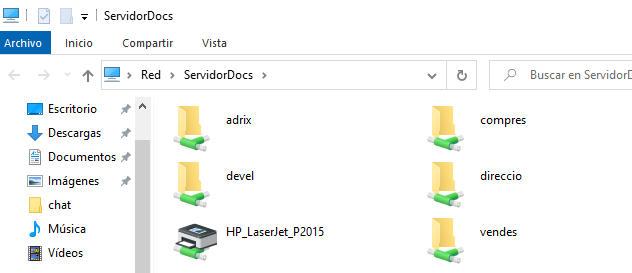 ServidorDocs
Archivo Inicio Compartir Vista
Red ServidorDocs
Buscar en ServidorD
Escritorio
Descargas
Documentos
Imágenes
chat
Música
Vídeos
adrix compres
devel direccio
HP_LaserJet_P2015 vendes